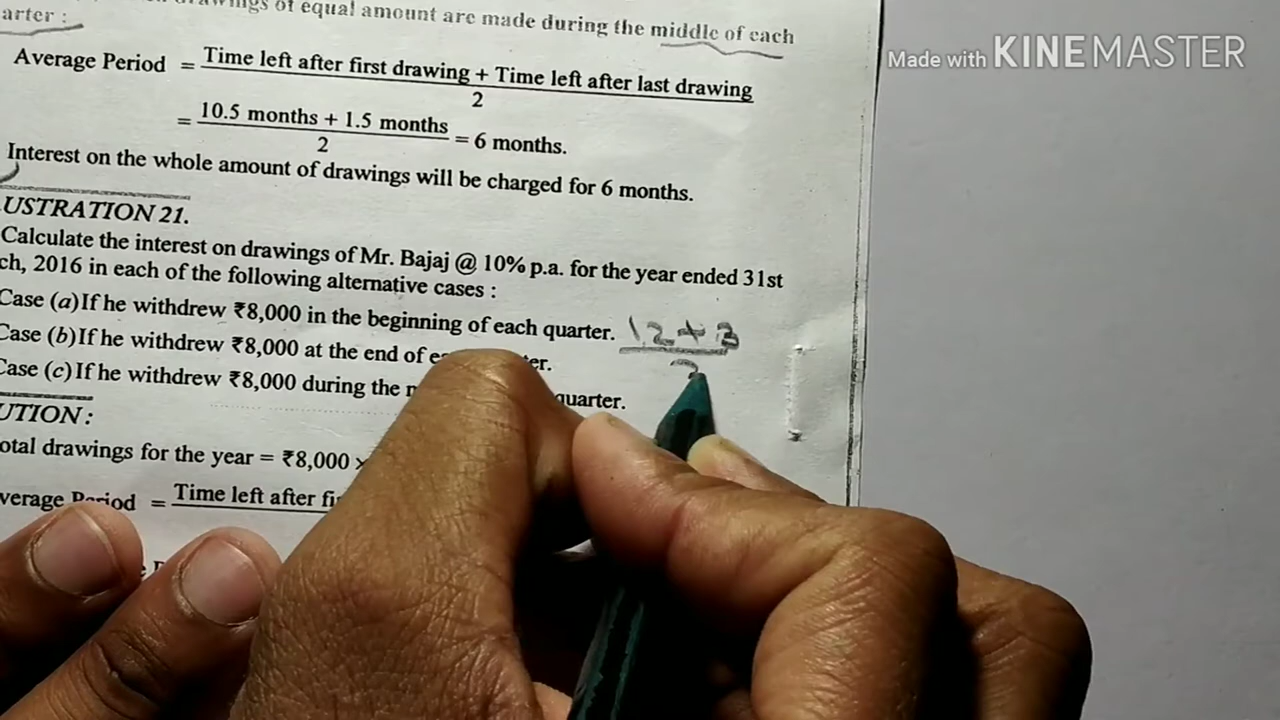 of equal amount are made during the middle of each
arter :
Made with KINEMASTER
Average Period = Time left after first drawing + Time left after last drawing
2
= 10.5 months + 1.5 months = 6 months.
2
Interest on the whole amount of drawings will be charged for 6 months.
USTRATION 21.
Calculate the interest on drawings of Mr. Bajaj @ 10% p.a. for the year ended 31st
ch, 2016 in each of the following alternative cases :
Case (a) If he withdrew ₹8,000 in the beginning of each quarter. 12+3
2
Case (b) If he withdrew ₹8,000 at the end of er.
Case (c) If he withdrew ₹8,000 during the quarter.
UTION :
otal drawings for the year = ₹8,000 ×
verage Period = Time left after